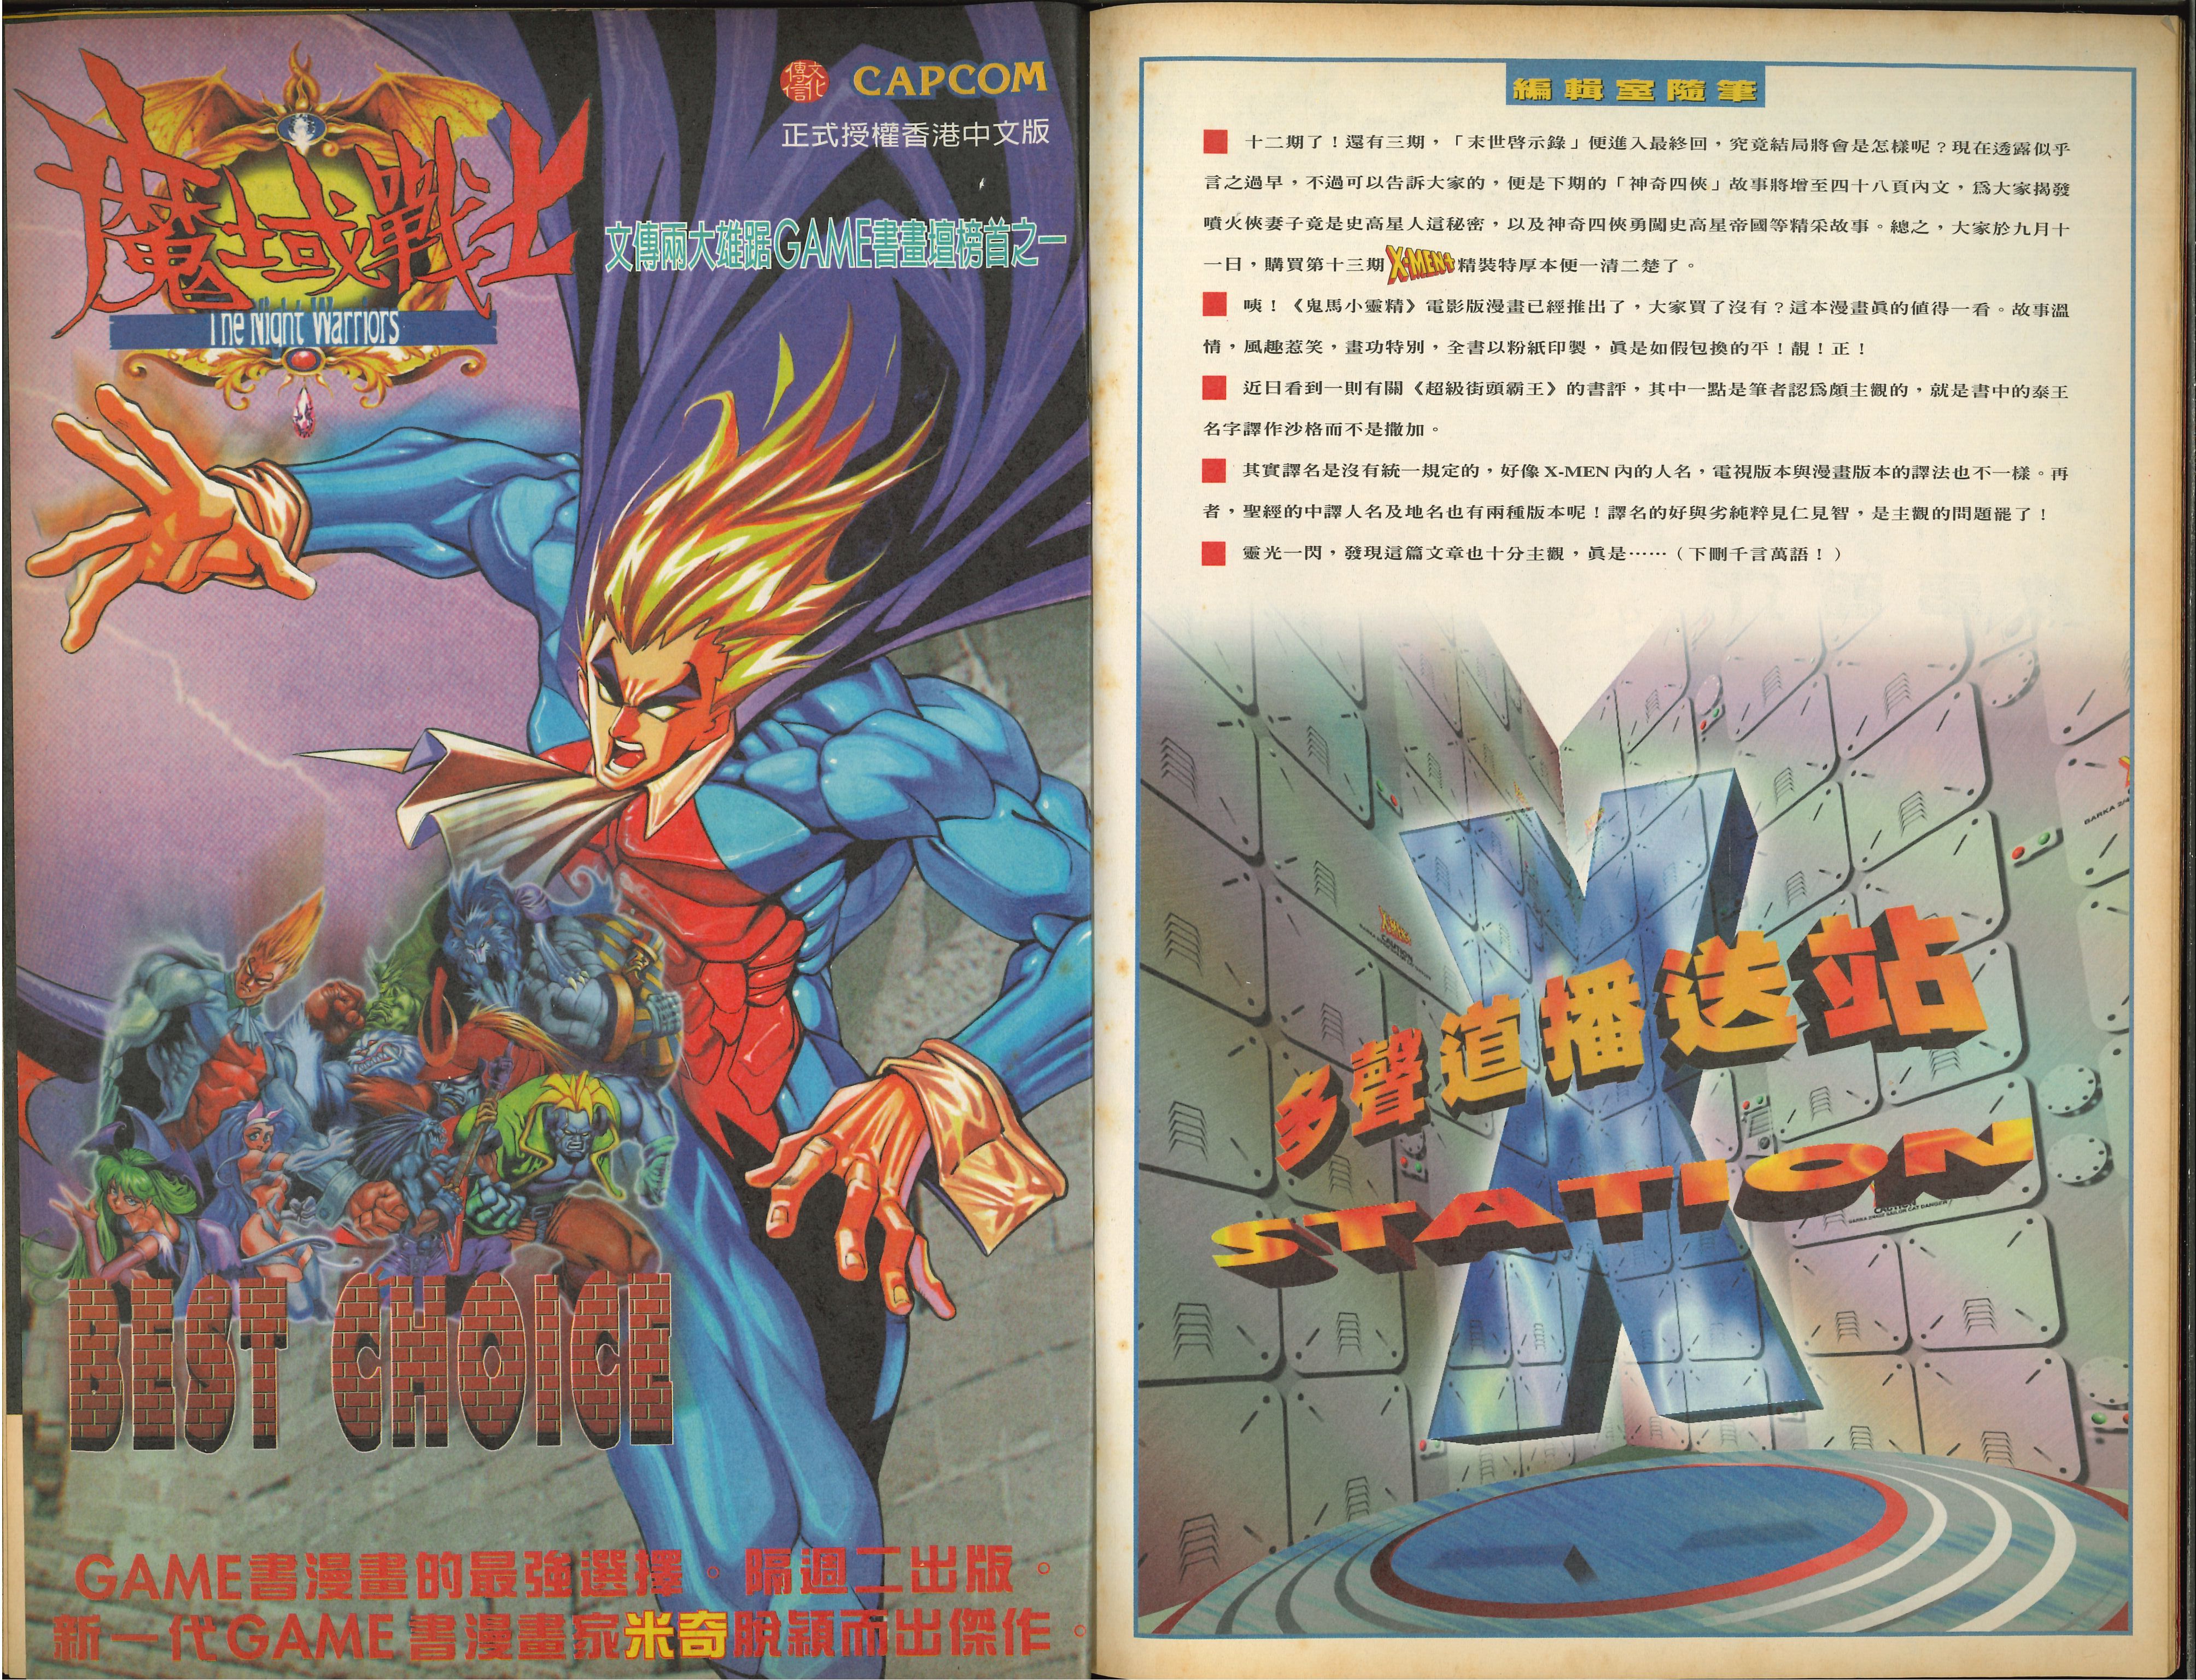 魔域戰士
The Night Warriors
傳信
文化
CAPCOM
正式授權香港中文版
文傳兩大雄踞GAME書畫壇榜首之一
BEST CHOICE
GAME書漫畫的最強選擇。隔週二出版。
新一代GAME書漫畫家米奇脫穎而出傑作。
編輯室隨筆
十二期了！還有三期，「末世啓示錄」便進入最終回，究竟結局將會是怎樣呢？現在透露似乎
言之過早，不過可以告訴大家的，便是下期的「神奇四俠」故事將增至四十八頁內文，爲大家揭發
噴火俠妻子竟是史高星人這秘密，以及神奇四俠勇闖史高星帝國等精采故事。總之，大家於九月十
一日，購買第十三期X-MEN+精裝特厚本便一清二楚了。
咦！《鬼馬小靈精》電影版漫畫已經推出了，大家買了沒有？這本漫畫眞的値得一看。故事溫
情，風趣惹笑，畫功特別，全書以粉紙印製，眞是如假包換的平！靚！正！
近日看到一則有關《超級街頭霸王》的書評，其中一點是筆者認爲頗主觀的，就是書中的泰王
名字譯作沙格而不是撒加。
其實譯名是沒有統一規定的，好像X-MEN內的人名，電視版本與漫畫版本的譯法也不一樣。再
者，聖經的中譯人名及地名也有兩種版本呢！譯名的好與劣純粹見仁見智，是主觀的問題罷了！
靈光一閃，發現這篇文章也十分主觀，眞是……（下刪千言萬語！）
X
多聲道播送站
STATION